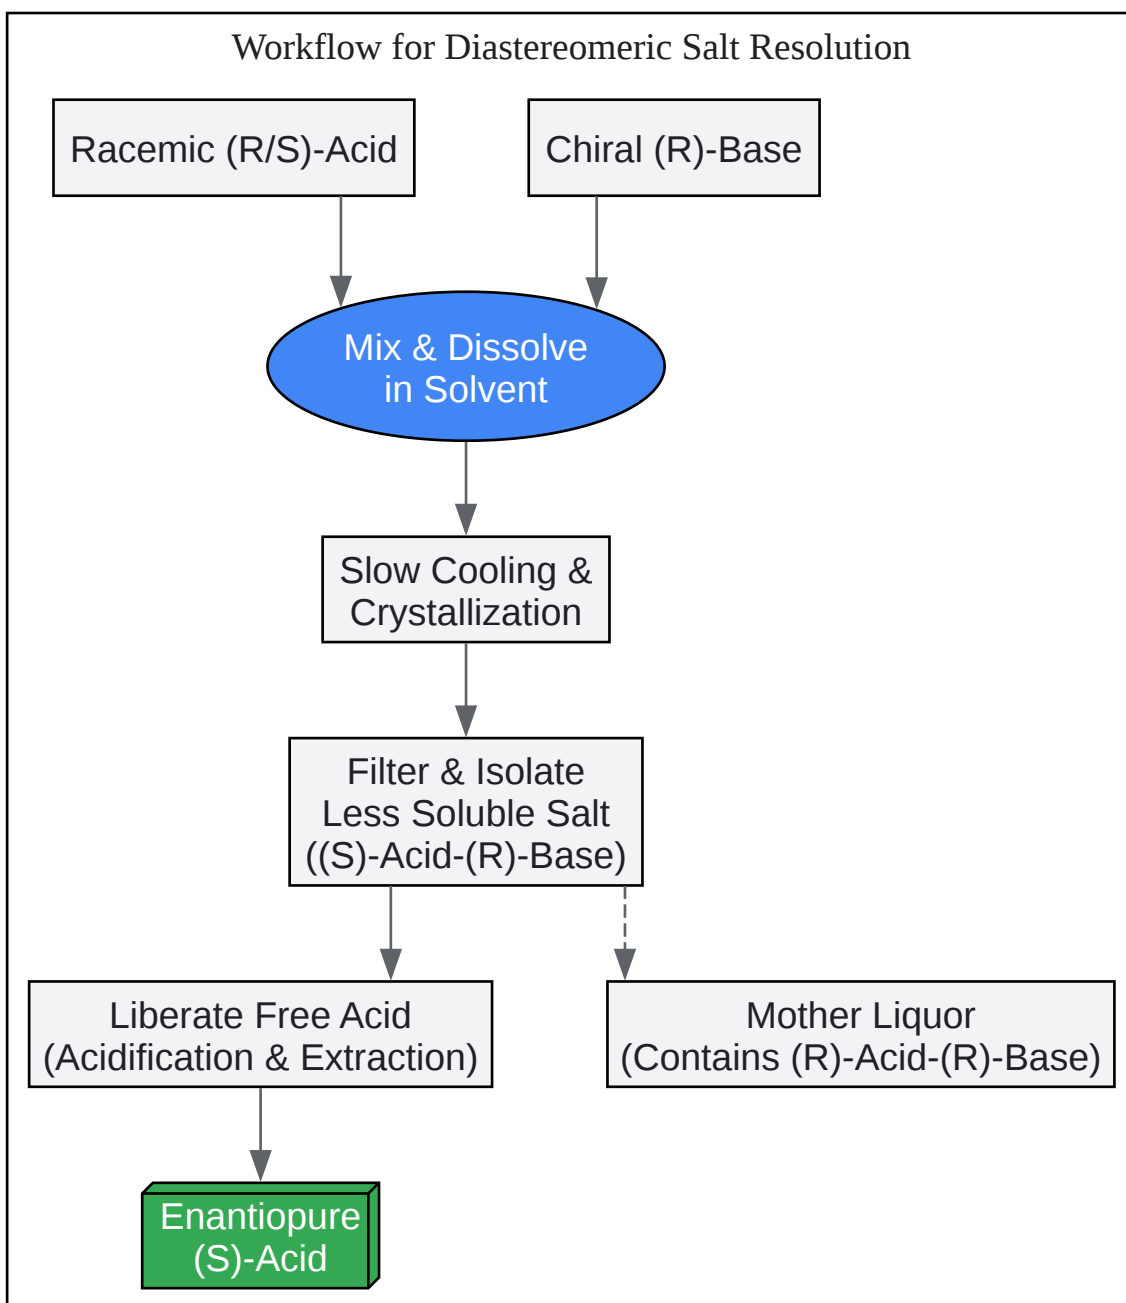 Workflow for Diastereomeric Salt Resolution
Racemic (R/S)-Acid
Chiral (R)-Base
Mix & Dissolve
in Solvent
Slow Cooling &
Crystallization
Filter & Isolate
Less Soluble Salt
((S)-Acid-(R)-Base)
Liberate Free Acid
(Acidification & Extraction)
Mother Liquor
(Contains (R)-Acid-(R)-Base)
Enantiopure
(S)-Acid